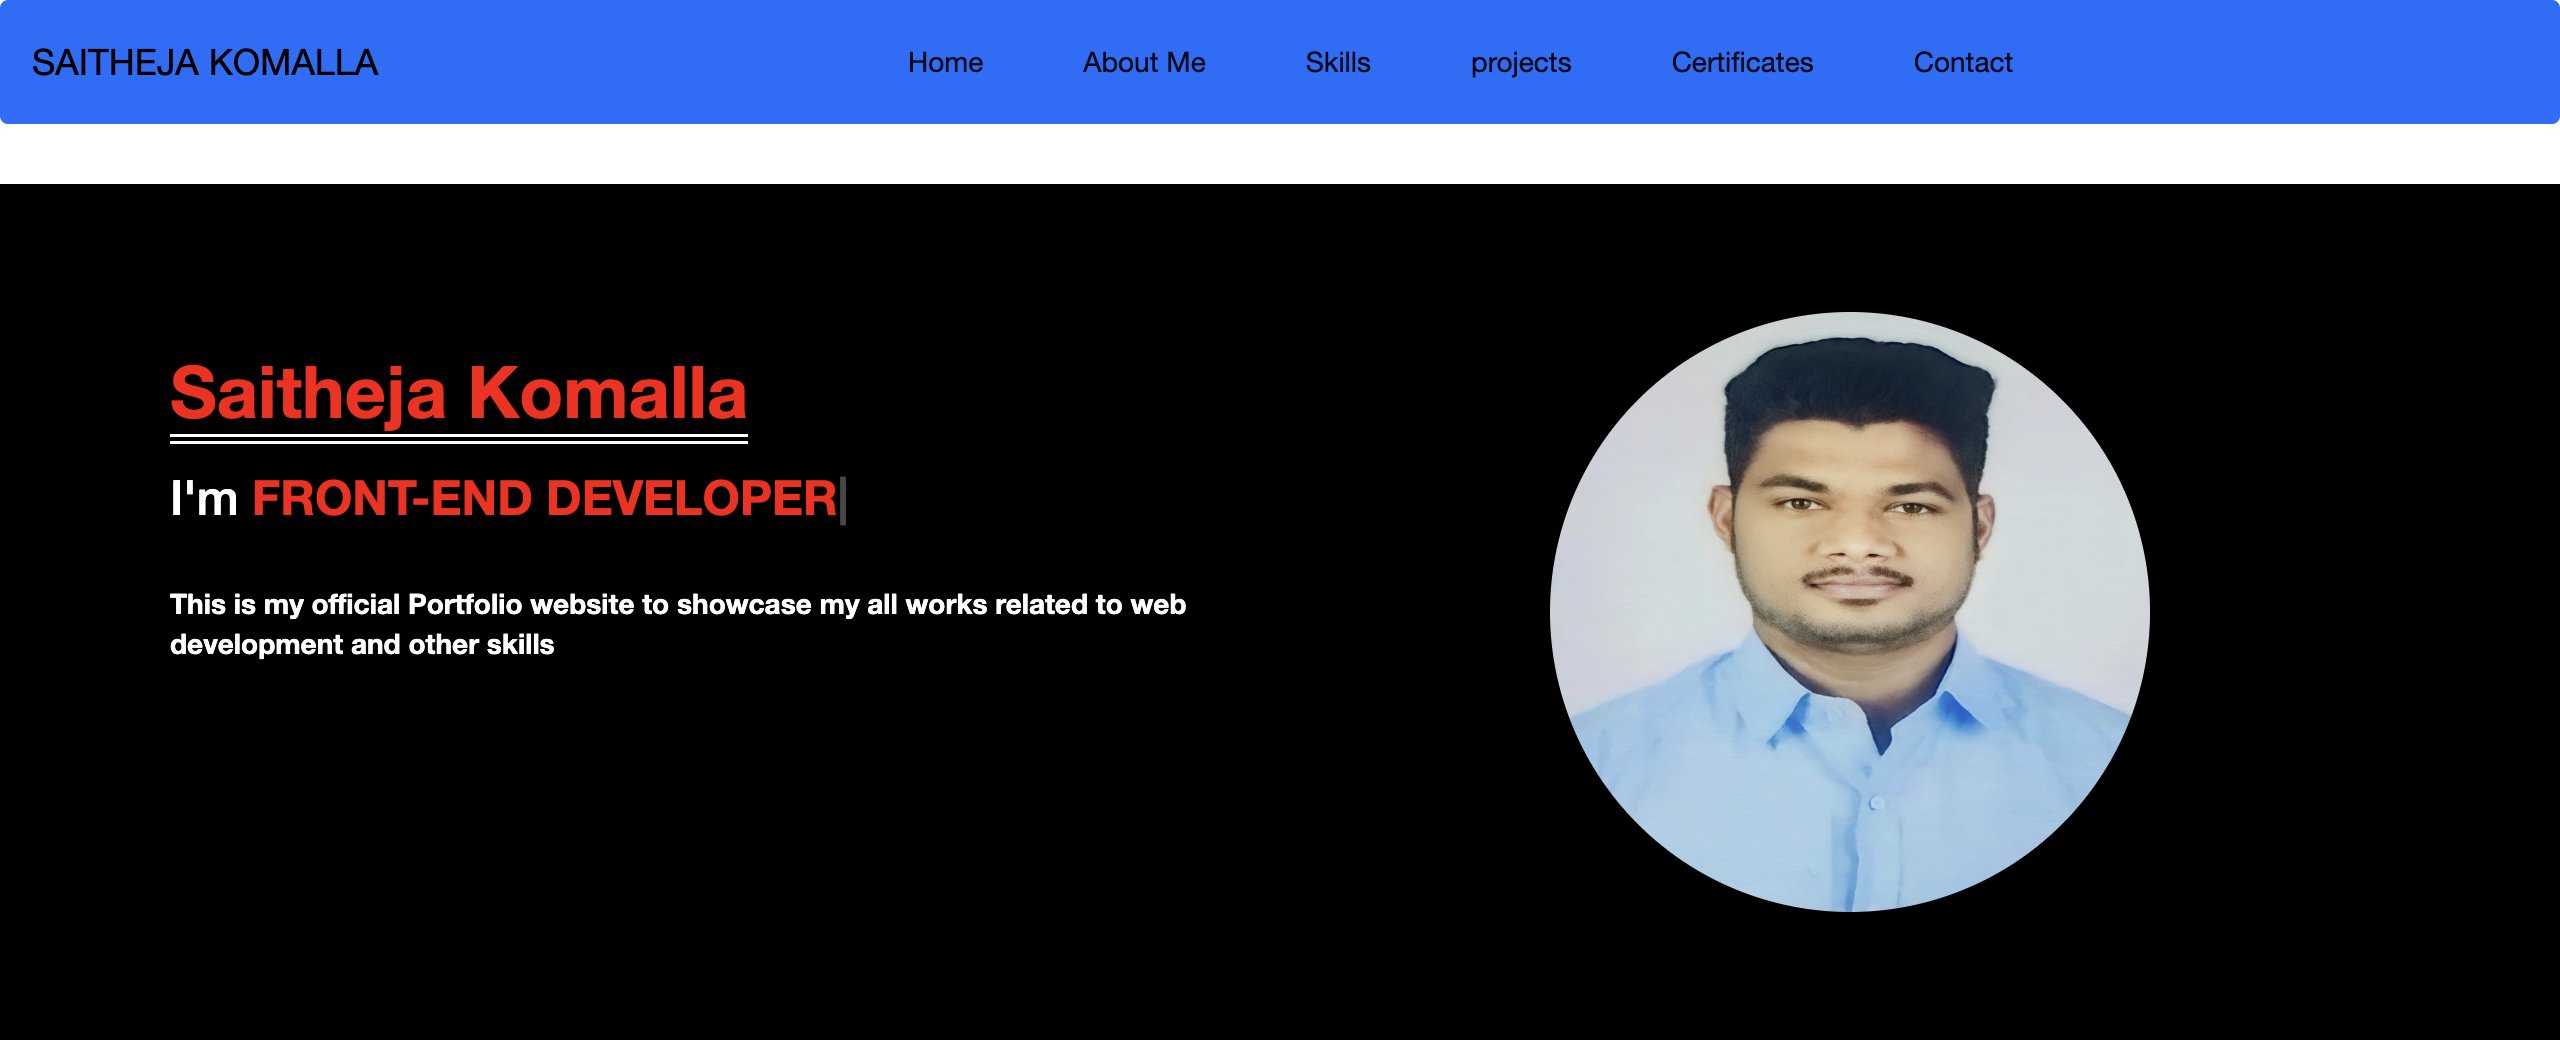 SAITHEJA KOMALLA Home About Me Skills projects Certificates Contact
Saitheja Komalla
I'm FRONT-END DEVELOPER
This is my official Portfolio website to showcase my all works related to web
development and other skills